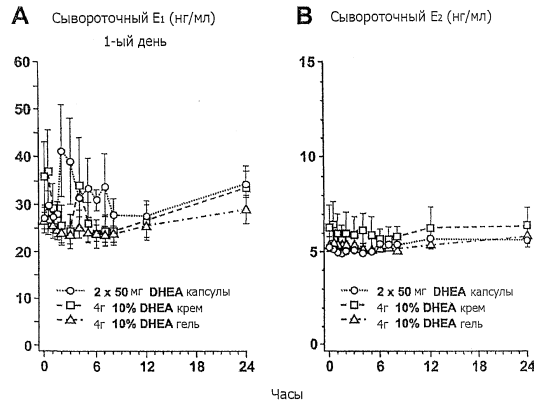 A
Сывороточный E1 (нг/мл)
1-ый день
60
50
40
30
20
10
0
2 x 50 мг DHEA капсулы
4г 10% DHEA крем
4г 10% DHEA гель
0 6 12 18 24
B
Сывороточный E2 (нг/мл)
15
10
5
0
2 x 50 мг DHEA капсулы
4г 10% DHEA крем
4г 10% DHEA гель
0 6 12 18 24
Часы